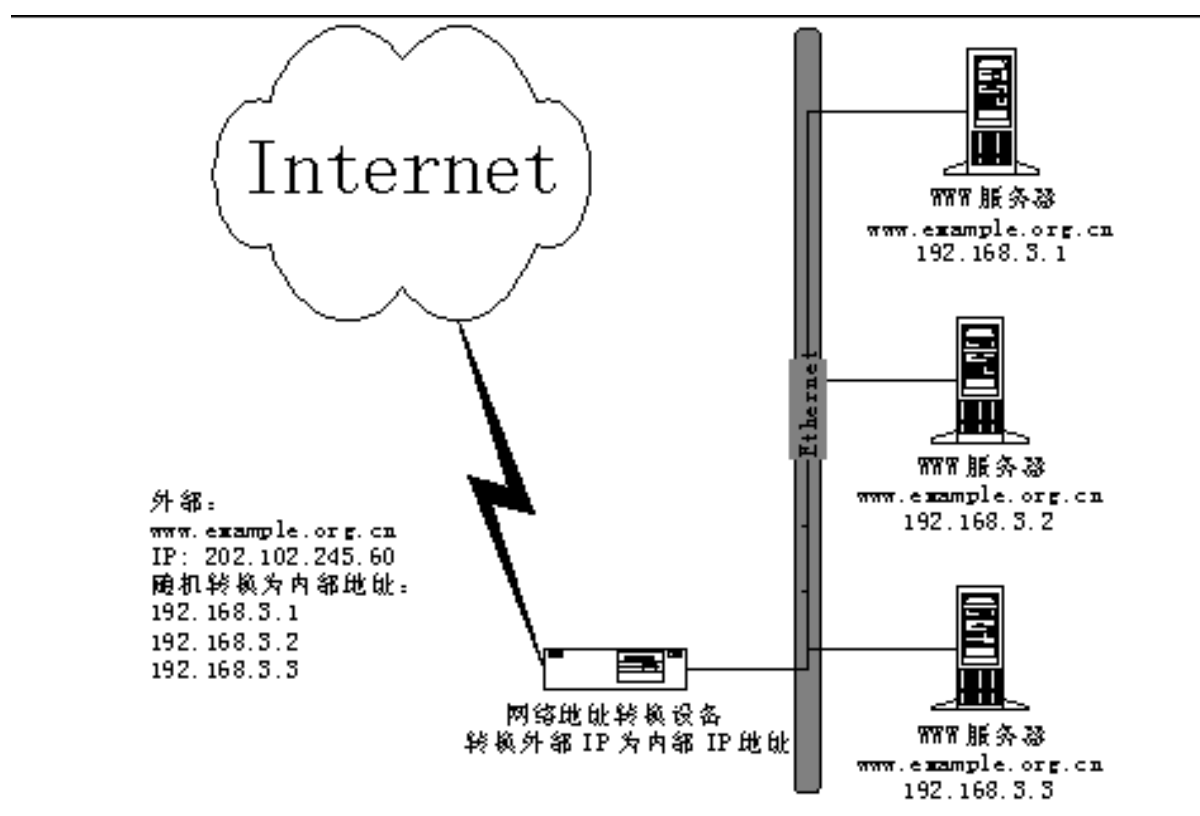 Internet
WWW 服务器
www.example.org.cn
192.168.3.1
Ethernet
WWW 服务器
www.example.org.cn
192.168.3.2
外部:
www.example.org.cn
IP: 202.102.245.60
随机转换为内部地址:
192.168.3.1
192.168.3.2
192.168.3.3
网络地址转换设备
转换外部 IP 为内部 IP 地址
WWW 服务器
www.example.org.cn
192.168.3.3